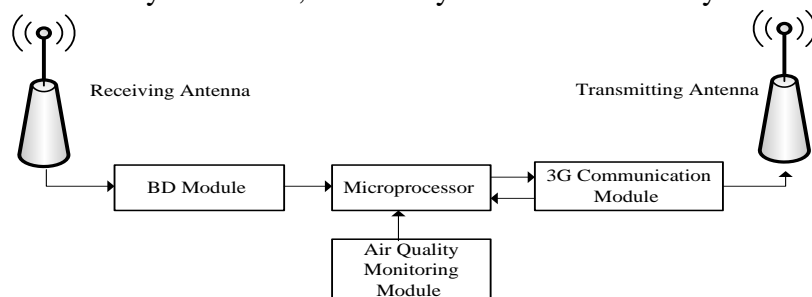 Receiving Antenna
Transmitting Antenna
BD Module
Microprocessor
3G Communication
Module
Air Quality
Monitoring
Module